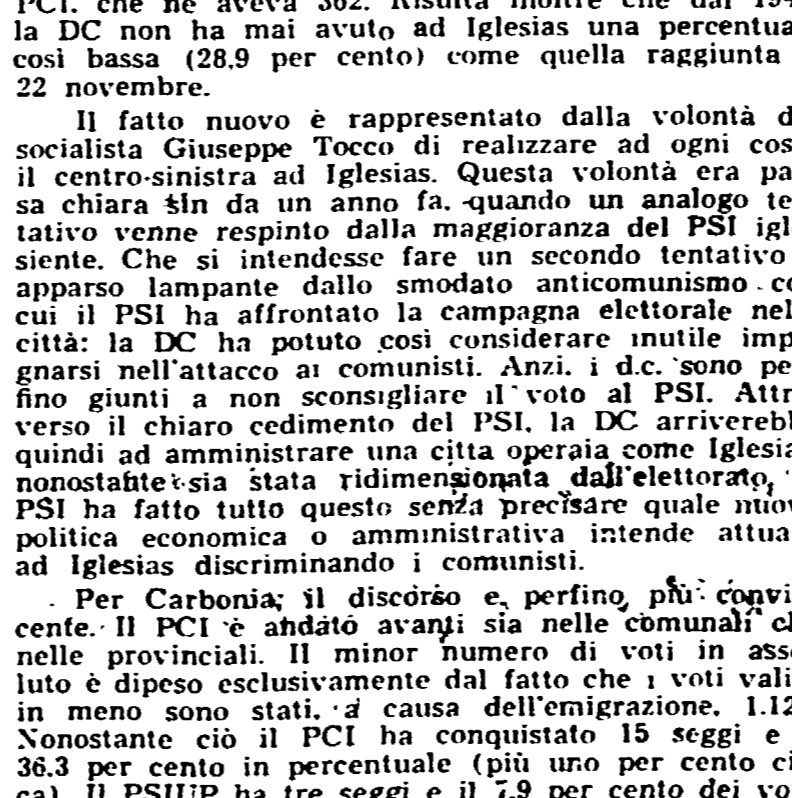 PCI. che ne aveva 362. Risulta inoltre che dal 194
la DC non ha mai avuto ad Iglesias una percentua
così bassa (28,9 per cento) come quella raggiunta
22 novembre.
Il fatto nuovo è rappresentato dalla volontà d
socialista Giuseppe Tocco di realizzare ad ogni cos
il centro-sinistra ad Iglesias. Questa volontà era pa
sa chiara sin da un anno fa. quando un analogo te
tativo venne respinto dalla maggioranza del PSI igl
siente. Che si intendesse fare un secondo tentativo
apparso lampante dallo smodato anticomunismo co
cui il PSI ha affrontato la campagna elettorale nel
città: la DC ha potuto così considerare inutile imp
gnarsi nell'attacco ai comunisti. Anzi. i d.c. sono pe
fino giunti a non sconsigliare il voto al PSI. Attr
verso il chiaro cedimento del PSI, la DC arriverebb
quindi ad amministrare una citta operaia come Iglesia
nonostante sia stata ridimensionata dall'elettorato,
PSI ha fatto tutto questo senza precisare quale nuov
politica economica o amministrativa intende attua
ad Iglesias discriminando i comunisti.
Per Carbonia, il discorso e, perfino, più convi
cente. Il PCI è andato avanti sia nelle comunali c
nelle provinciali. Il minor numero di voti in ass
luto è dipeso esclusivamente dal fatto che i voti vali
in meno sono stati, a causa dell'emigrazione. 1.12
Nonostante ciò il PCI ha conquistato 15 seggi e
36.3 per cento in percentuale (più uno per cento ci
ca). Il PSIUP ha tre seggi e il 7,9 per cento dei vo